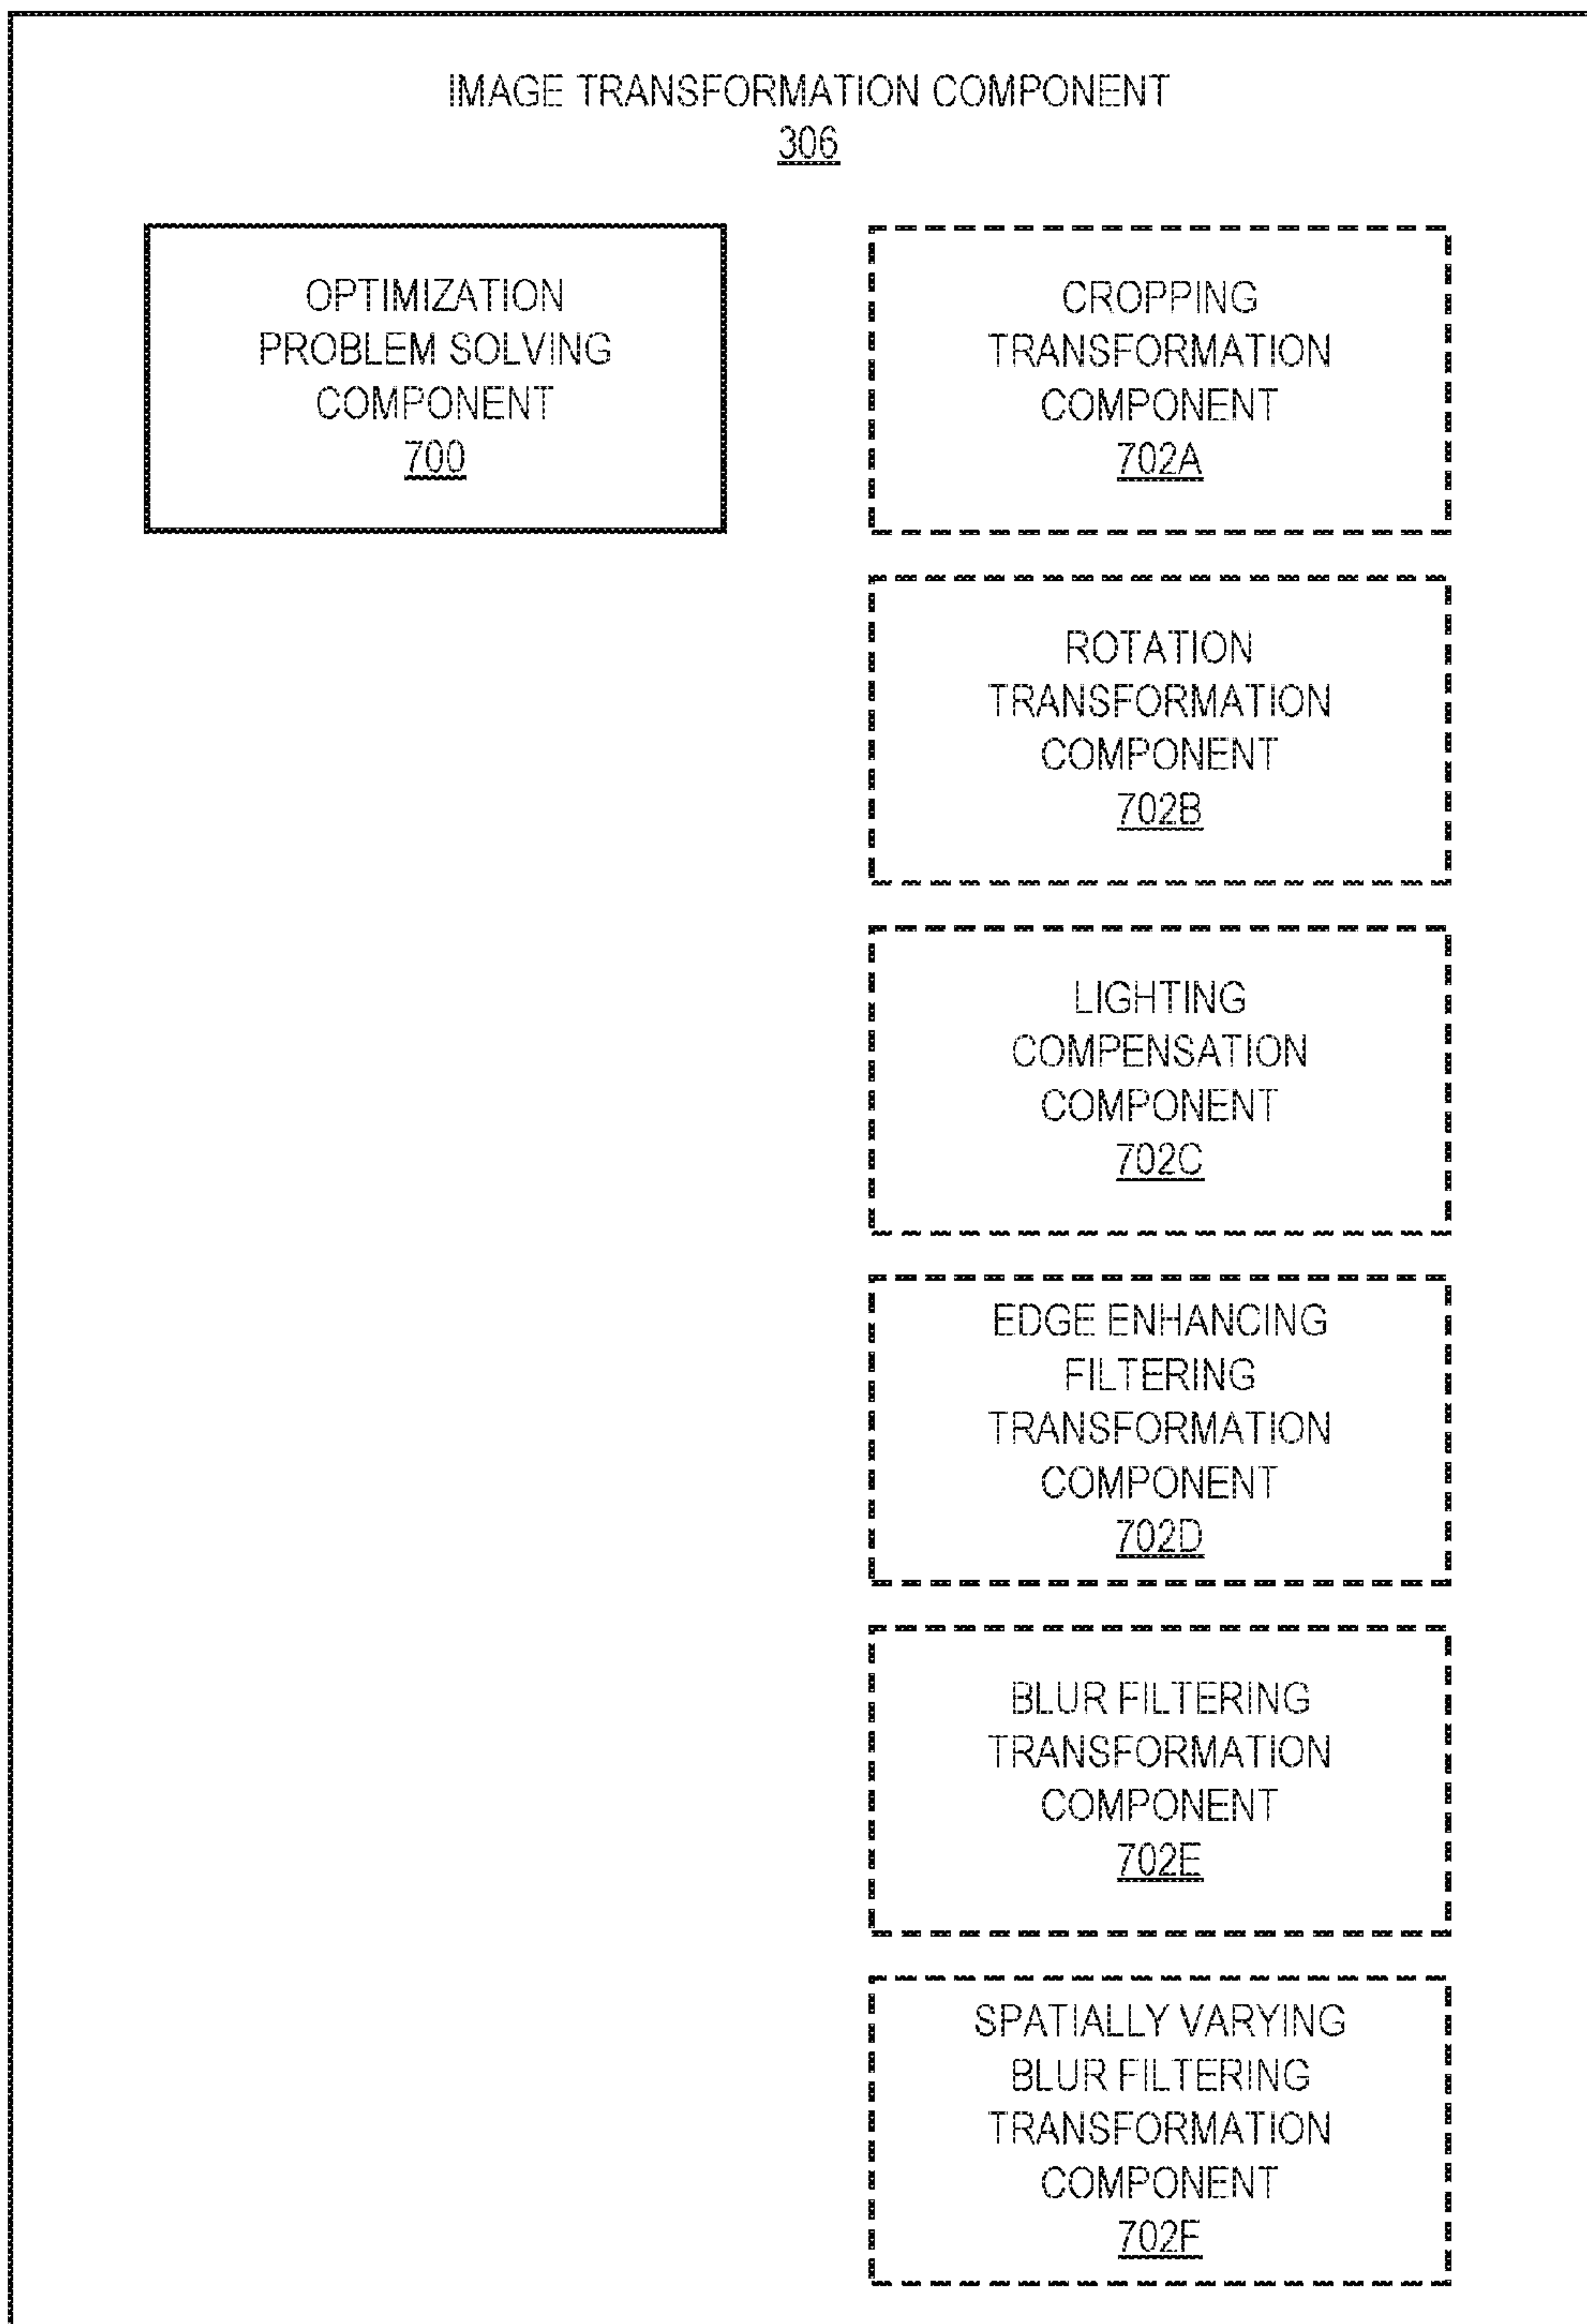 IMAGE TRANSFORMATION COMPONENT
306
OPTIMIZATION
PROBLEM SOLVING
COMPONENT
700
CROPPING
TRANSFORMATION
COMPONENT
702A
ROTATION
TRANSFORMATION
COMPONENT
702B
LIGHTING
COMPENSATION
COMPONENT
702C
EDGE ENHANCING
FILTERING
TRANSFORMATION
COMPONENT
702D
BLUR FILTERING
TRANSFORMATION
COMPONENT
702E
SPATIALLY VARYING
BLUR FILTERING
TRANSFORMATION
COMPONENT
702F